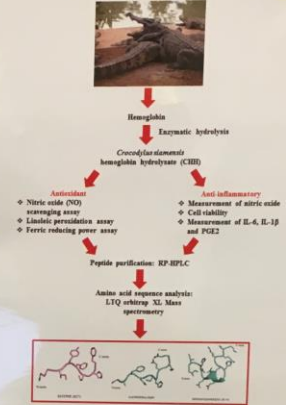 Hemoglobin
Enzymatic hydrolysis
Crocodylus siamensis
hemoglobin hydrolysate (CHH)
Antioxidant
❖ Nitric oxide (NO)
scavenging assay
❖ Linoleic peroxidation assay
❖ Ferric reducing power assay
Anti-inflammatory
❖ Measurement of nitric oxide
❖ Cell viability
❖ Measurement of IL-6, IL-1β
and PGE2
Peptide purification: RP-HPLC
Amino acid sequence analysis:
LTQ orbitrap XL Mass
spectrometry